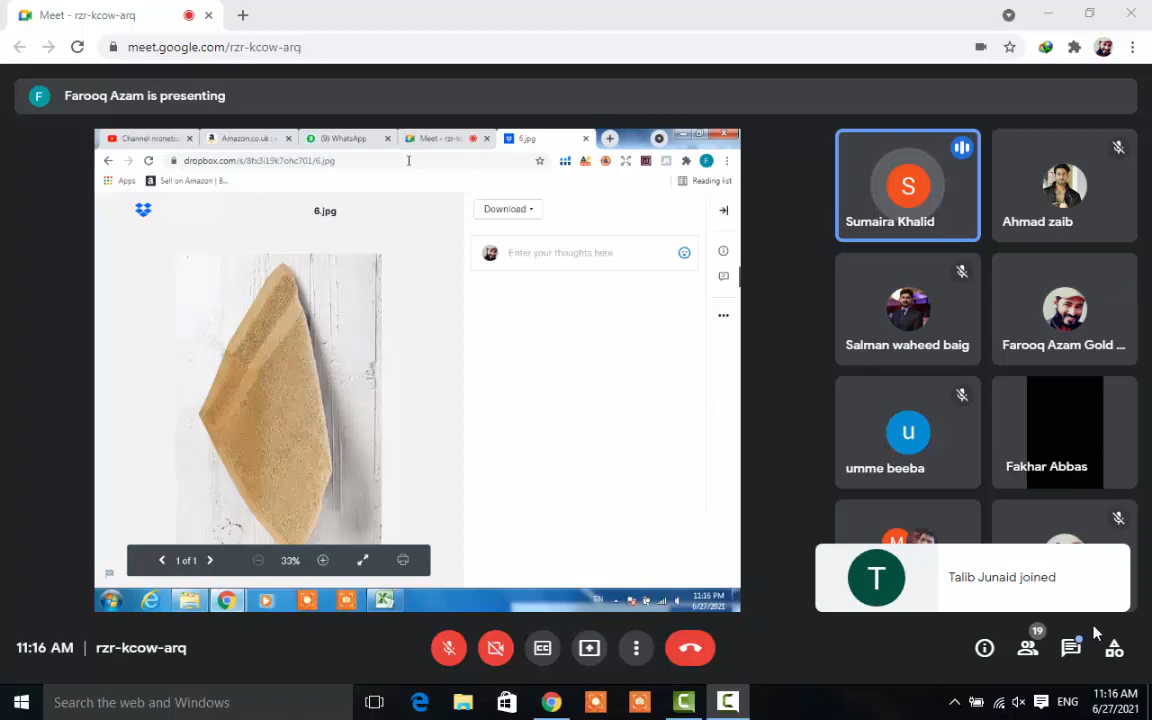 Meet - rzr-kcow-arq
meet.google.com/rzr-kcow-arq
F
Farooq Azam is presenting
Channel monetiz
Amazon.co.uk
(9) WhatsApp
Meet - rz
6.jpg
dropbox.com/s/8fx3i19k7ohc701/6.jpg
F
Apps
Sell on Amazon | B...
Reading list
6.jpg
Download
Enter your thoughts here
1 of 1
33%
EN
11:16 PM
6/27/2021
S
Sumaira Khalid
Ahmad zaib
Salman waheed baig
Farooq Azam Gold ...
u
umme beeba
Fakhar Abbas
M
T
Talib Junaid joined
11:16 AM
rzr-kcow-arq
19
Search the web and Windows
ENG
11:16 AM
6/27/2021